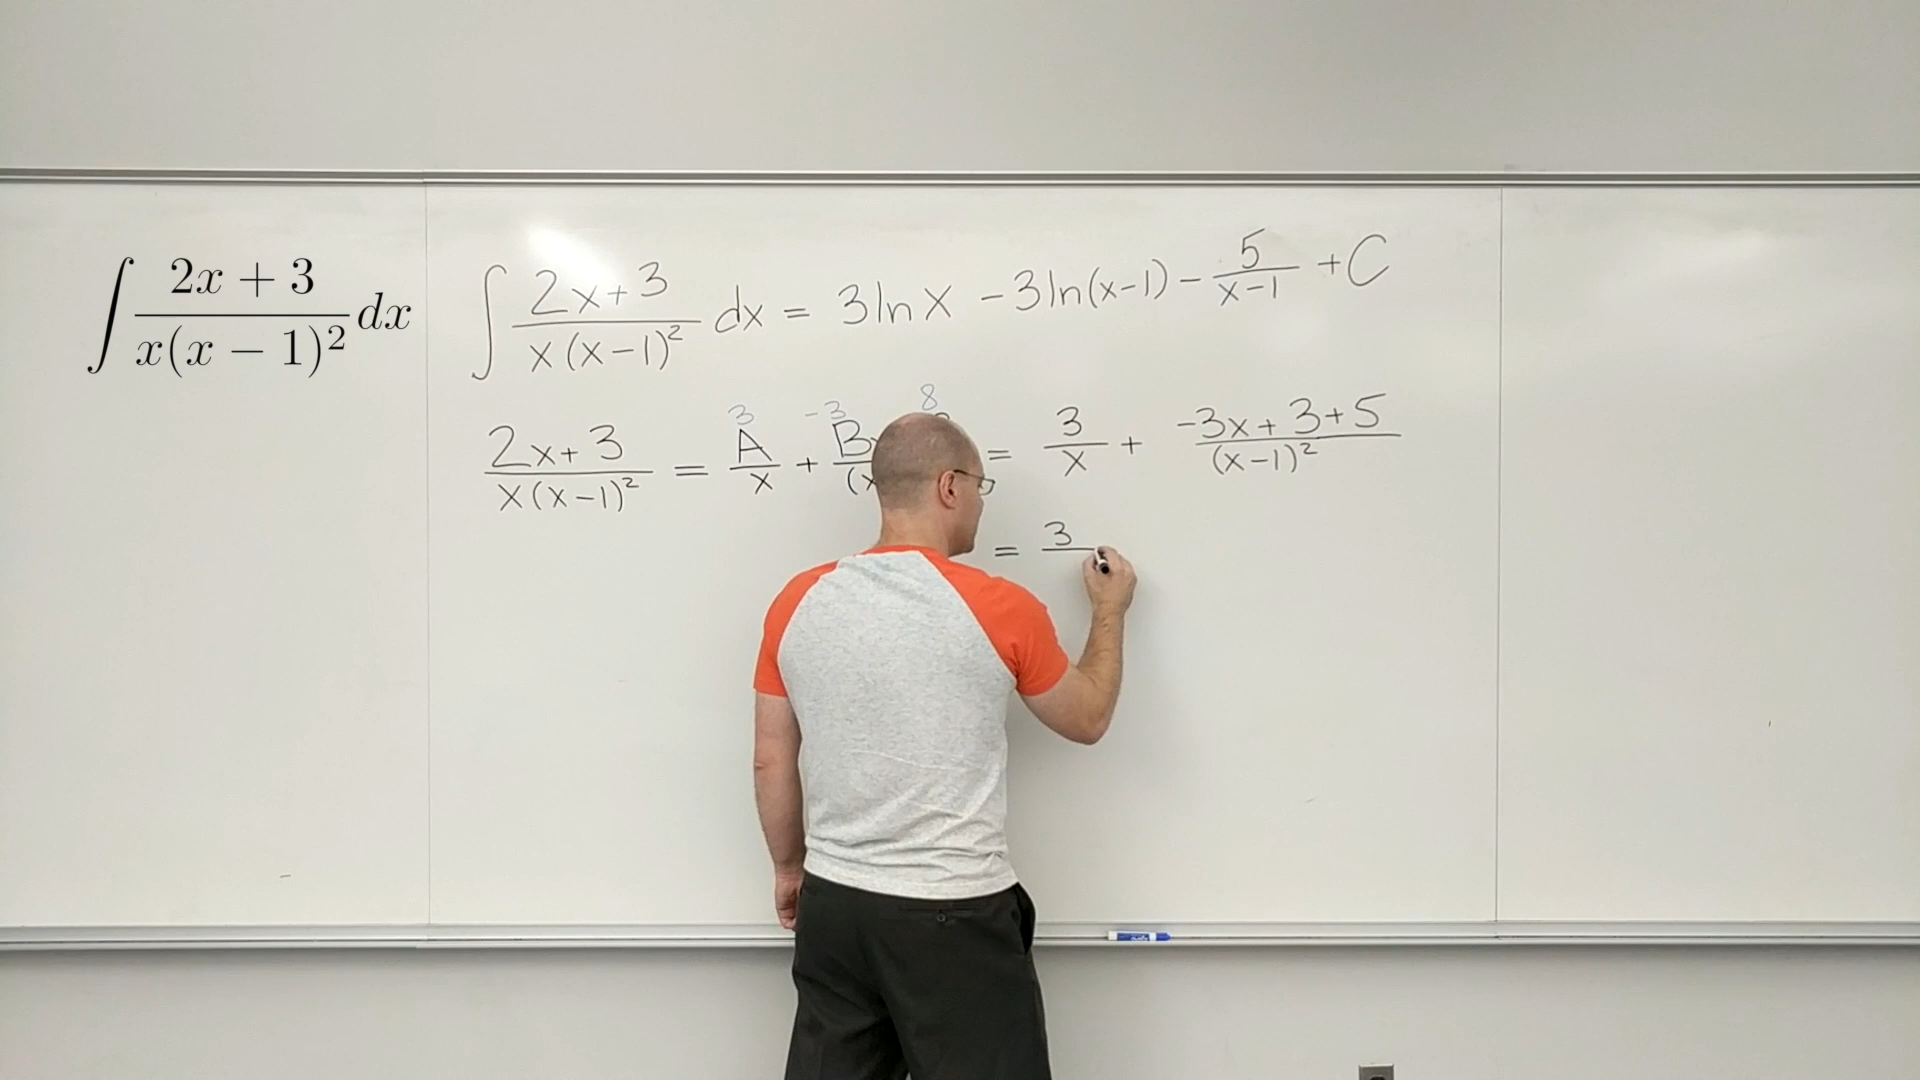 ∫ (2x + 3)/(x(x − 1)²) dx
∫ (2x+3)/(x(x−1)²) dx = 3ln x − 3ln(x−1) − 5/(x−1) + C
3 −3 8
(2x+3)/(x(x−1)²) = A/x + B = 3/x + (−3x+3+5)/(x−1)²
= 3